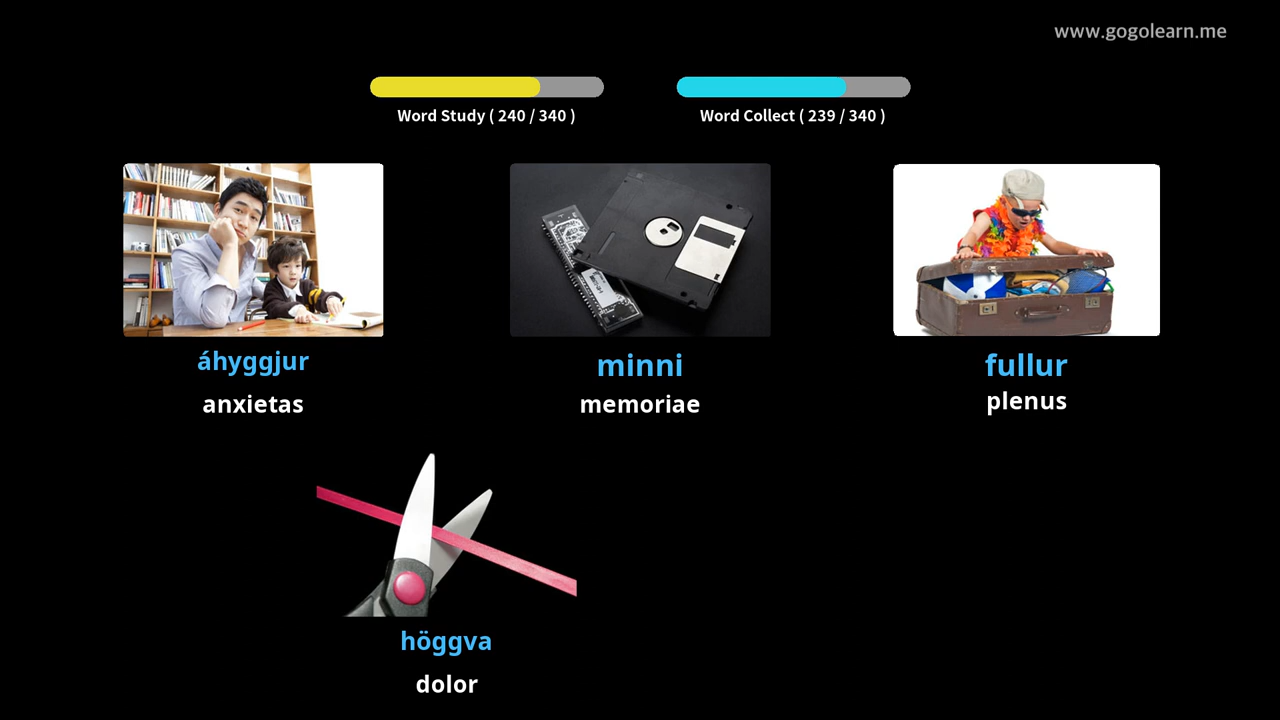 www.gogolearn.me
Word Study ( 240 / 340 )
Word Collect ( 239 / 340 )
áhyggjur
anxietas
minni
memoriae
fullur
plenus
höggva
dolor